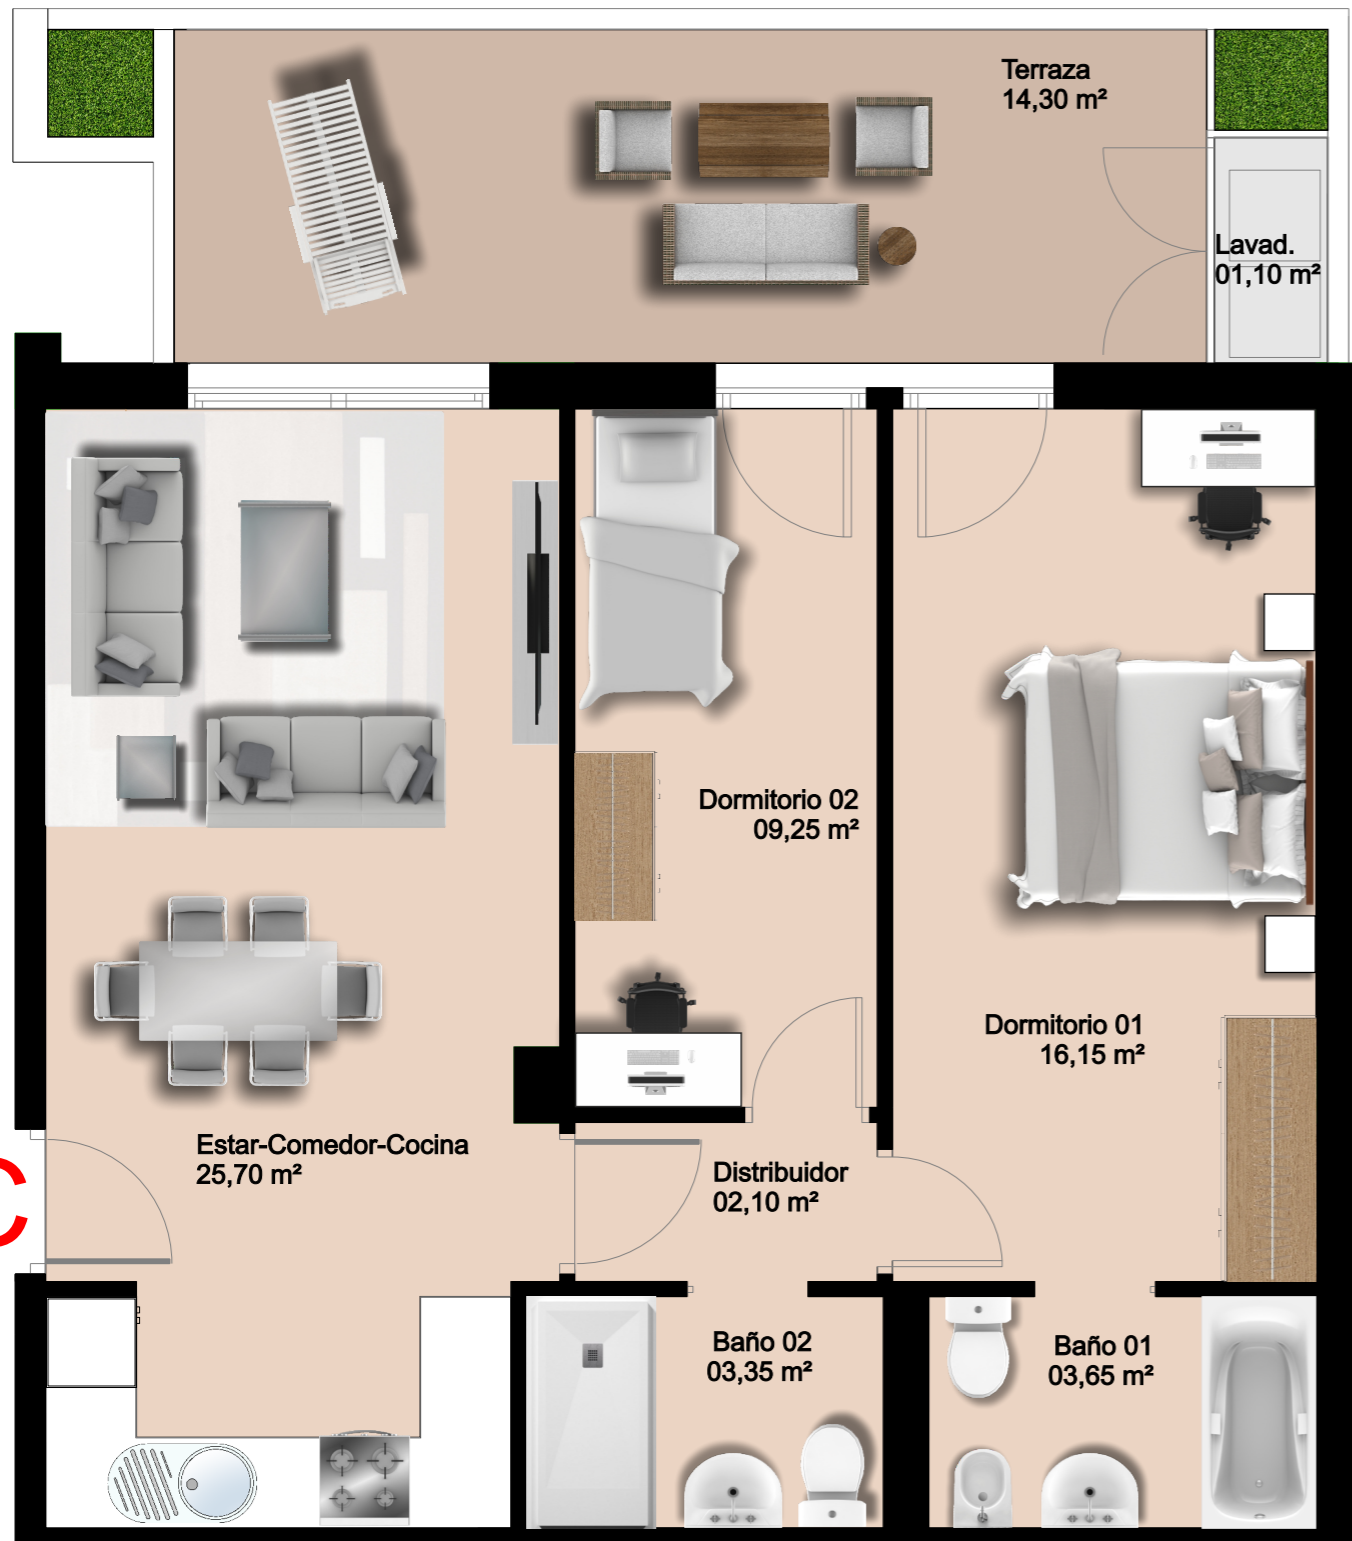 Terraza
14,30 m²
Lavad.
01,10 m²
Dormitorio 02
09,25 m²
Dormitorio 01
16,15 m²
Estar-Comedor-Cocina
25,70 m²
Distribuidor
02,10 m²
C
Baño 02
03,35 m²
Baño 01
03,65 m²